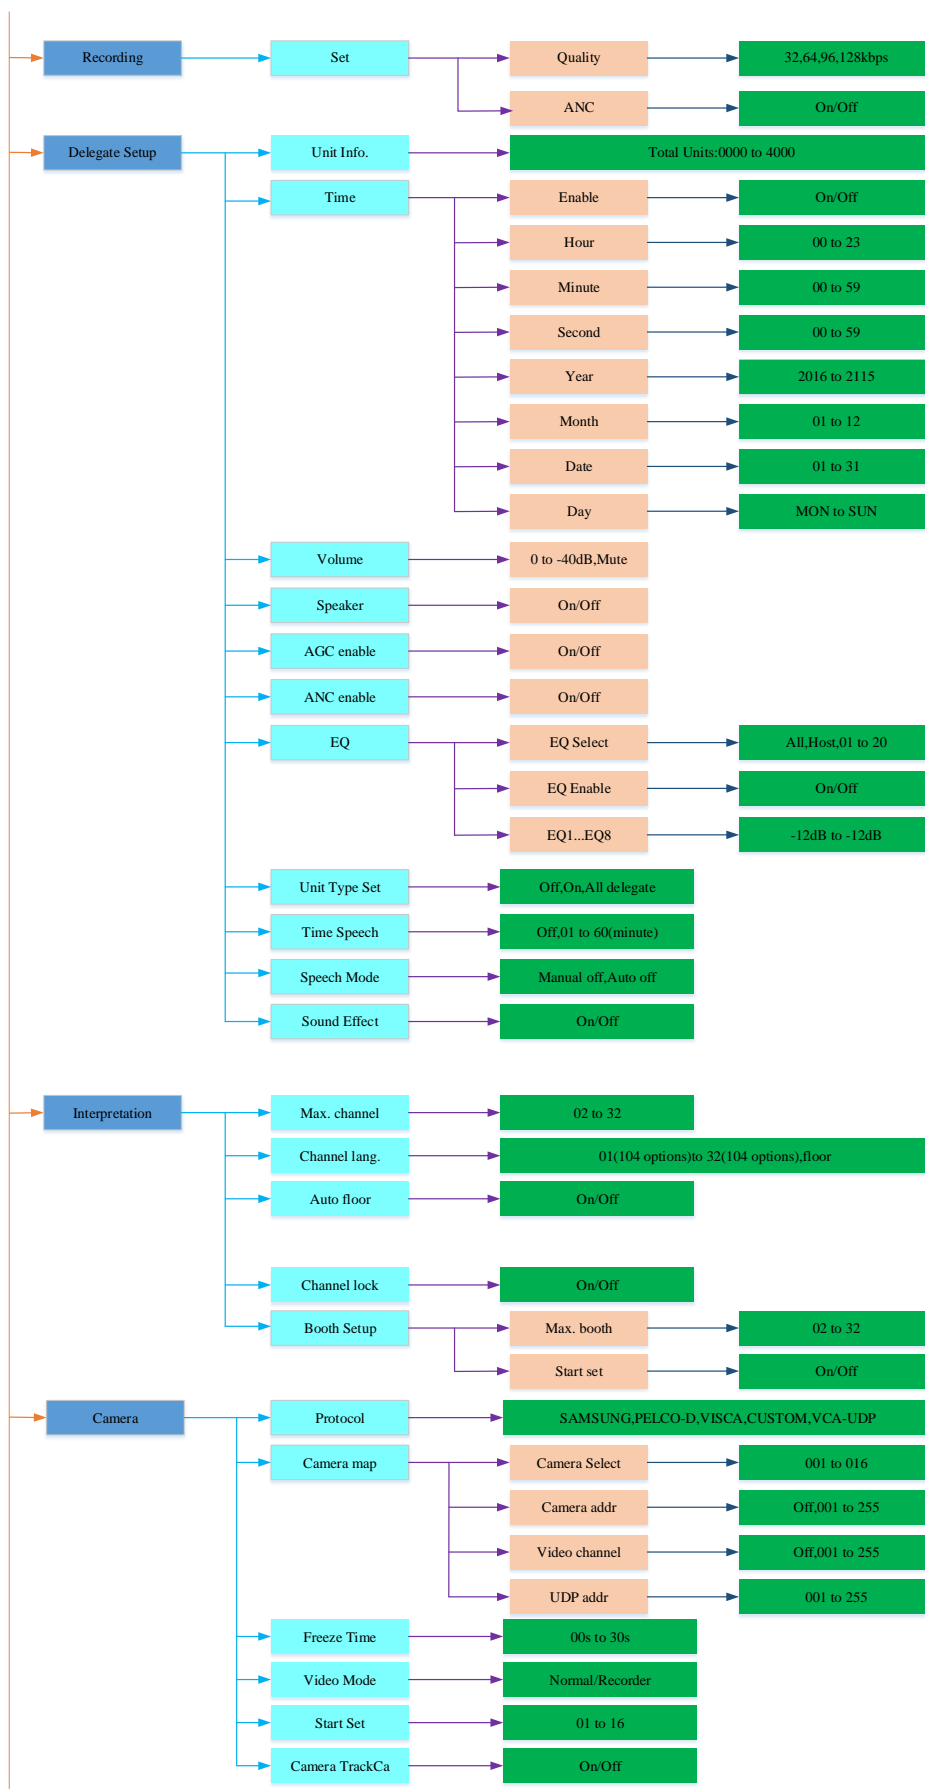 Recording
Set
Quality
32,64,96,128kbps
ANC
On/Off
Delegate Setup
Unit Info.
Total Units:0000 to 4000
Time
Enable
On/Off
Hour
00 to 23
Minute
00 to 59
Second
00 to 59
Year
2016 to 2115
Month
01 to 12
Date
01 to 31
Day
MON to SUN
Volume
0 to -40dB,Mute
Speaker
On/Off
AGC enable
On/Off
ANC enable
On/Off
EQ
EQ Select
All,Host,01 to 20
EQ Enable
On/Off
EQ1...EQ8
-12dB to -12dB
Unit Type Set
Off,On,All delegate
Time Speech
Off,01 to 60(minute)
Speech Mode
Manual off,Auto off
Sound Effect
On/Off
Interpretation
Max. channel
02 to 32
Channel lang.
01(104 options)to 32(104 options),floor
Auto floor
On/Off
Channel lock
On/Off
Booth Setup
Max. booth
02 to 32
Start set
On/Off
Camera
Protocol
SAMSUNG,PELCO-D,VISCA,CUSTOM,VCA-UDP
Camera map
Camera Select
001 to 016
Camera addr
Off,001 to 255
Video channel
Off,001 to 255
UDP addr
001 to 255
Freeze Time
00s to 30s
Video Mode
Normal/Recorder
Start Set
01 to 16
Camera TrackCa
On/Off